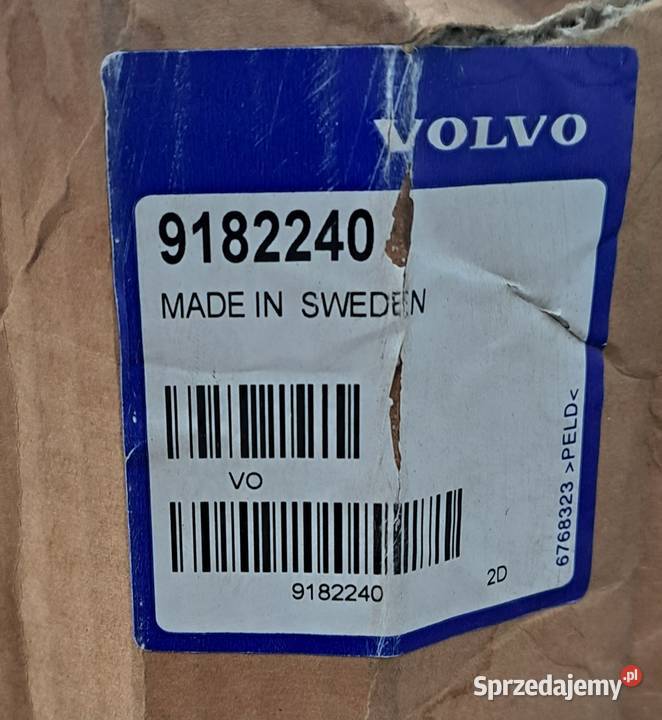 VOLVO
9182240
MADE IN SWEDEN
VO
9182240
2D
6768323 >PELD<
Sprzedajemy.pl